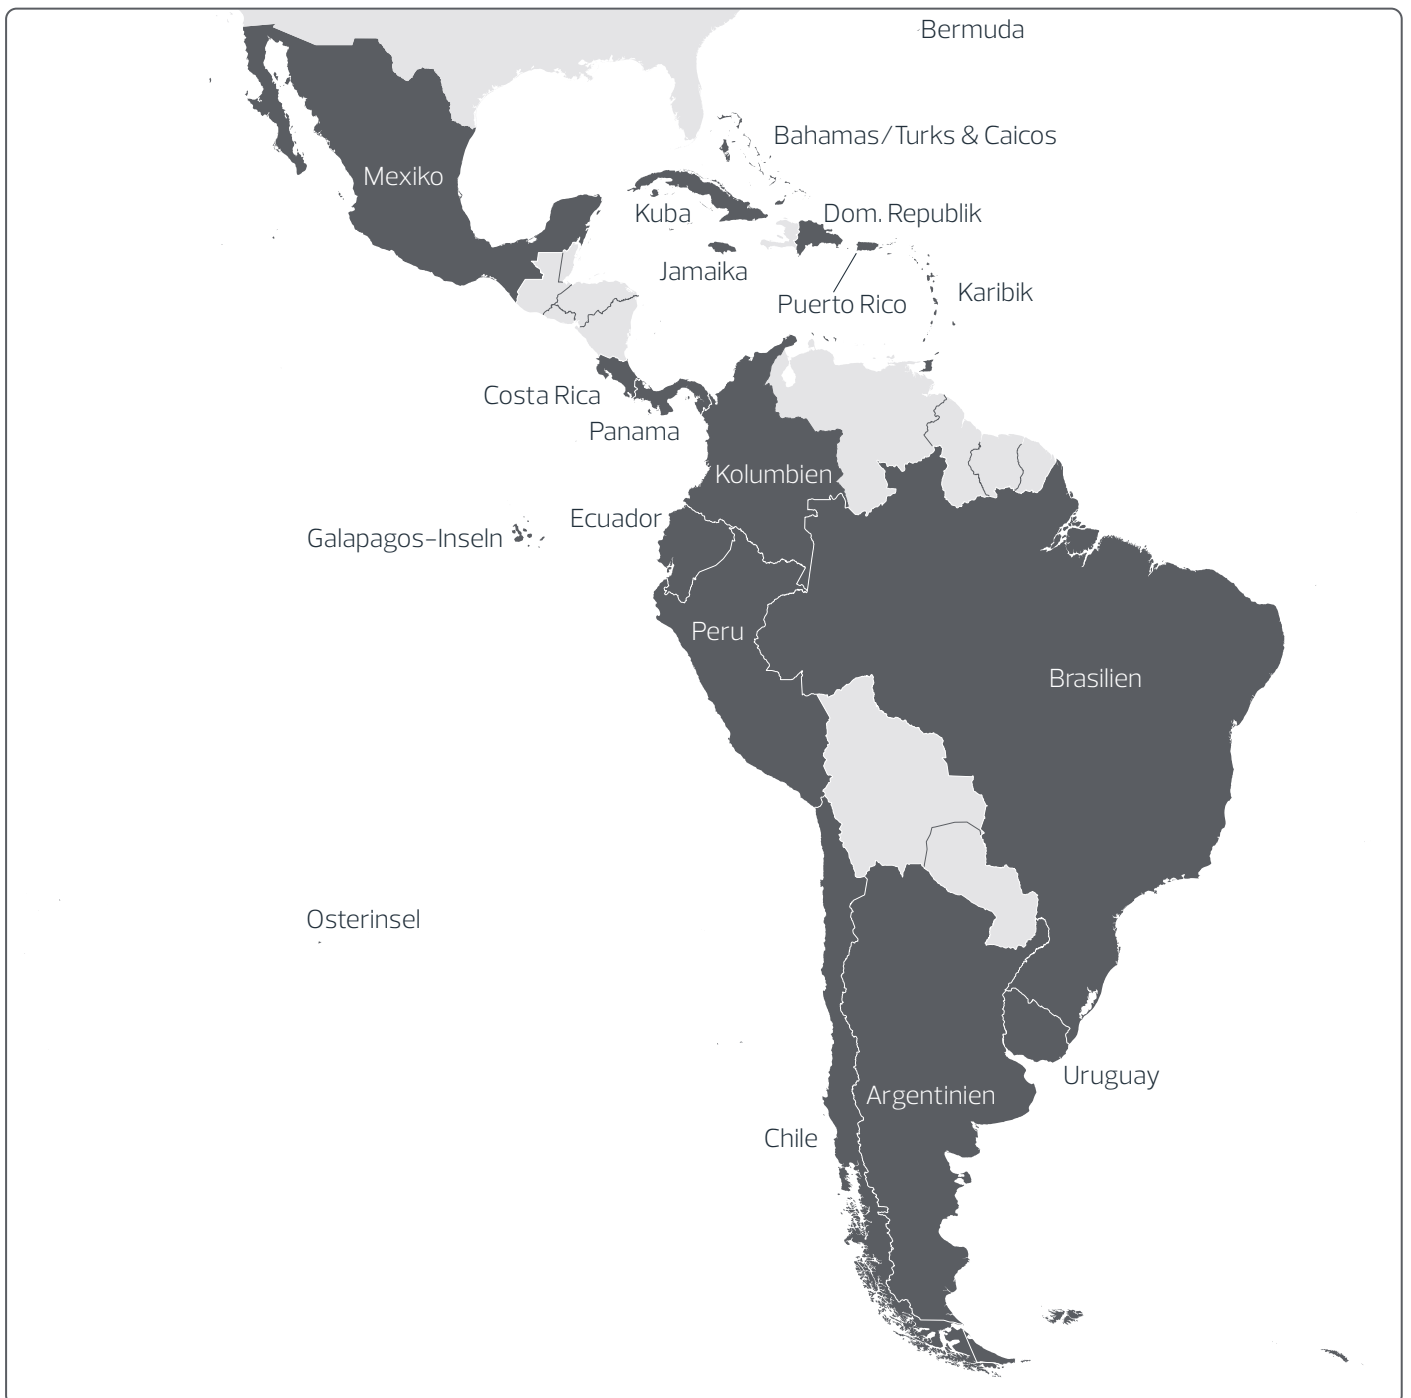 Bermuda
Bahamas/Turks & Caicos
Mexiko
Kuba
Dom. Republik
Jamaika
Karibik
Puerto Rico
Costa Rica
Panama
Kolumbien
Ecuador
Galapagos-Inseln
Peru
Brasilien
Osterinsel
Uruguay
Argentinien
Chile